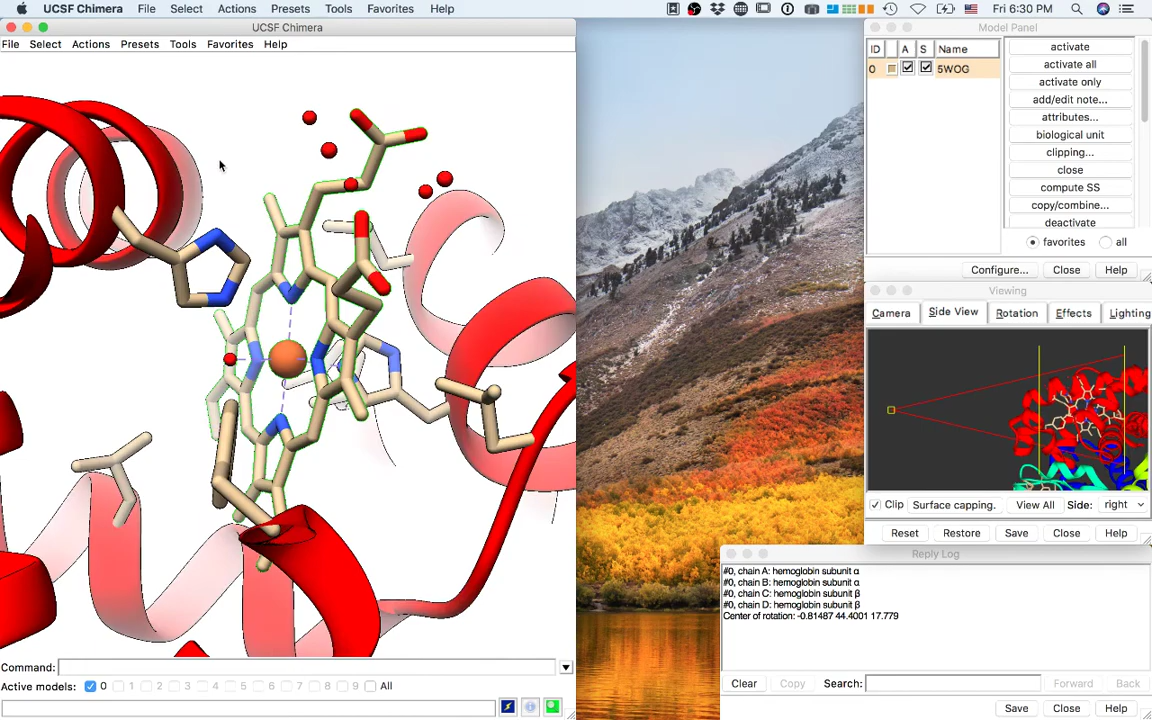 UCSF Chimera File Select Actions Presets Tools Favorites Help Fri 6:30 PM
UCSF Chimera
File Select Actions Presets Tools Favorites Help
Command:
Active models: 0 1 2 3 4 5 6 7 8 9 All
Model Panel
ID A S Name
0 5WOG
activate
activate all
activate only
add/edit note...
attributes...
biological unit
clipping...
close
compute SS
copy/combine...
deactivate
favorites all
Configure... Close Help
Viewing
Camera Side View Rotation Effects Lighting
Clip Surface capping. View All Side: right
Reset Restore Save Close Help
Reply Log
#0, chain A: hemoglobin subunit α
#0, chain B: hemoglobin subunit α
#0, chain C: hemoglobin subunit β
#0, chain D: hemoglobin subunit β
Center of rotation: -0.81487 44.4001 17.779
Clear Copy Search: Forward Back
Save Close Help